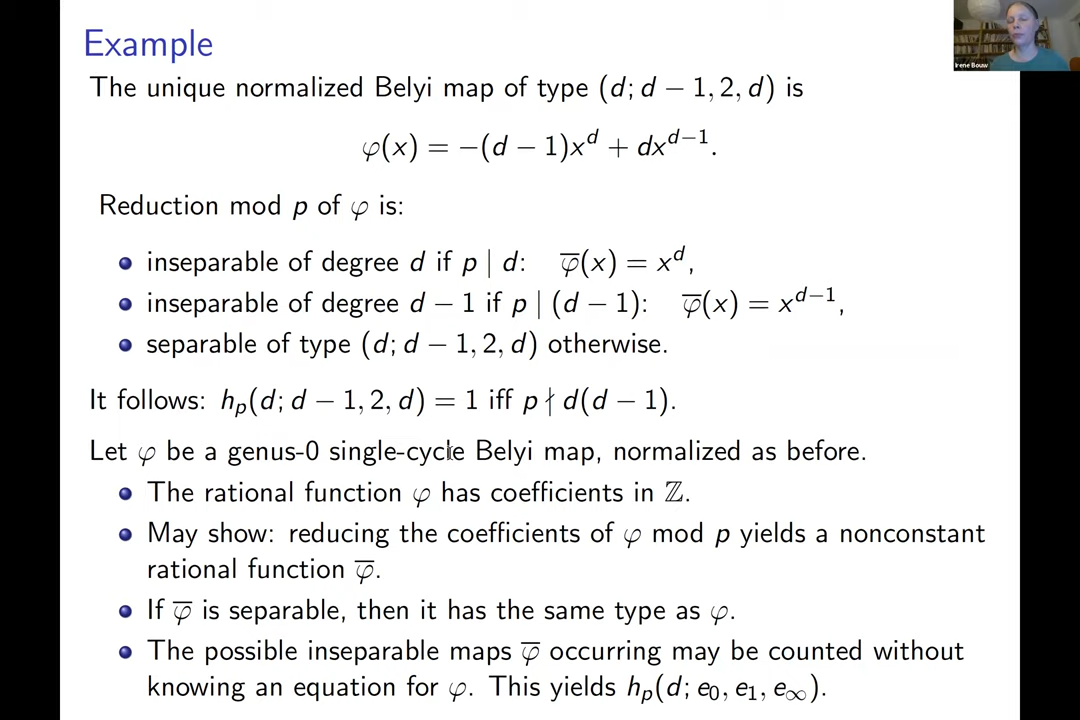 Example
The unique normalized Belyi map of type (d; d − 1, 2, d) is
φ(x) = −(d − 1)x^d + dx^{d−1}.
Reduction mod p of φ is:
• inseparable of degree d if p | d: φ̅(x) = x^d,
• inseparable of degree d − 1 if p | (d − 1): φ̅(x) = x^{d−1},
• separable of type (d; d − 1, 2, d) otherwise.
It follows: h_p(d; d − 1, 2, d) = 1 iff p ∤ d(d − 1).
Let φ be a genus-0 single-cycle Belyi map, normalized as before.
• The rational function φ has coefficients in ℤ.
• May show: reducing the coefficients of φ mod p yields a nonconstant
rational function φ̅.
• If φ̅ is separable, then it has the same type as φ.
• The possible inseparable maps φ̅ occurring may be counted without
knowing an equation for φ. This yields h_p(d; e_0, e_1, e_∞).
Irene Bouw